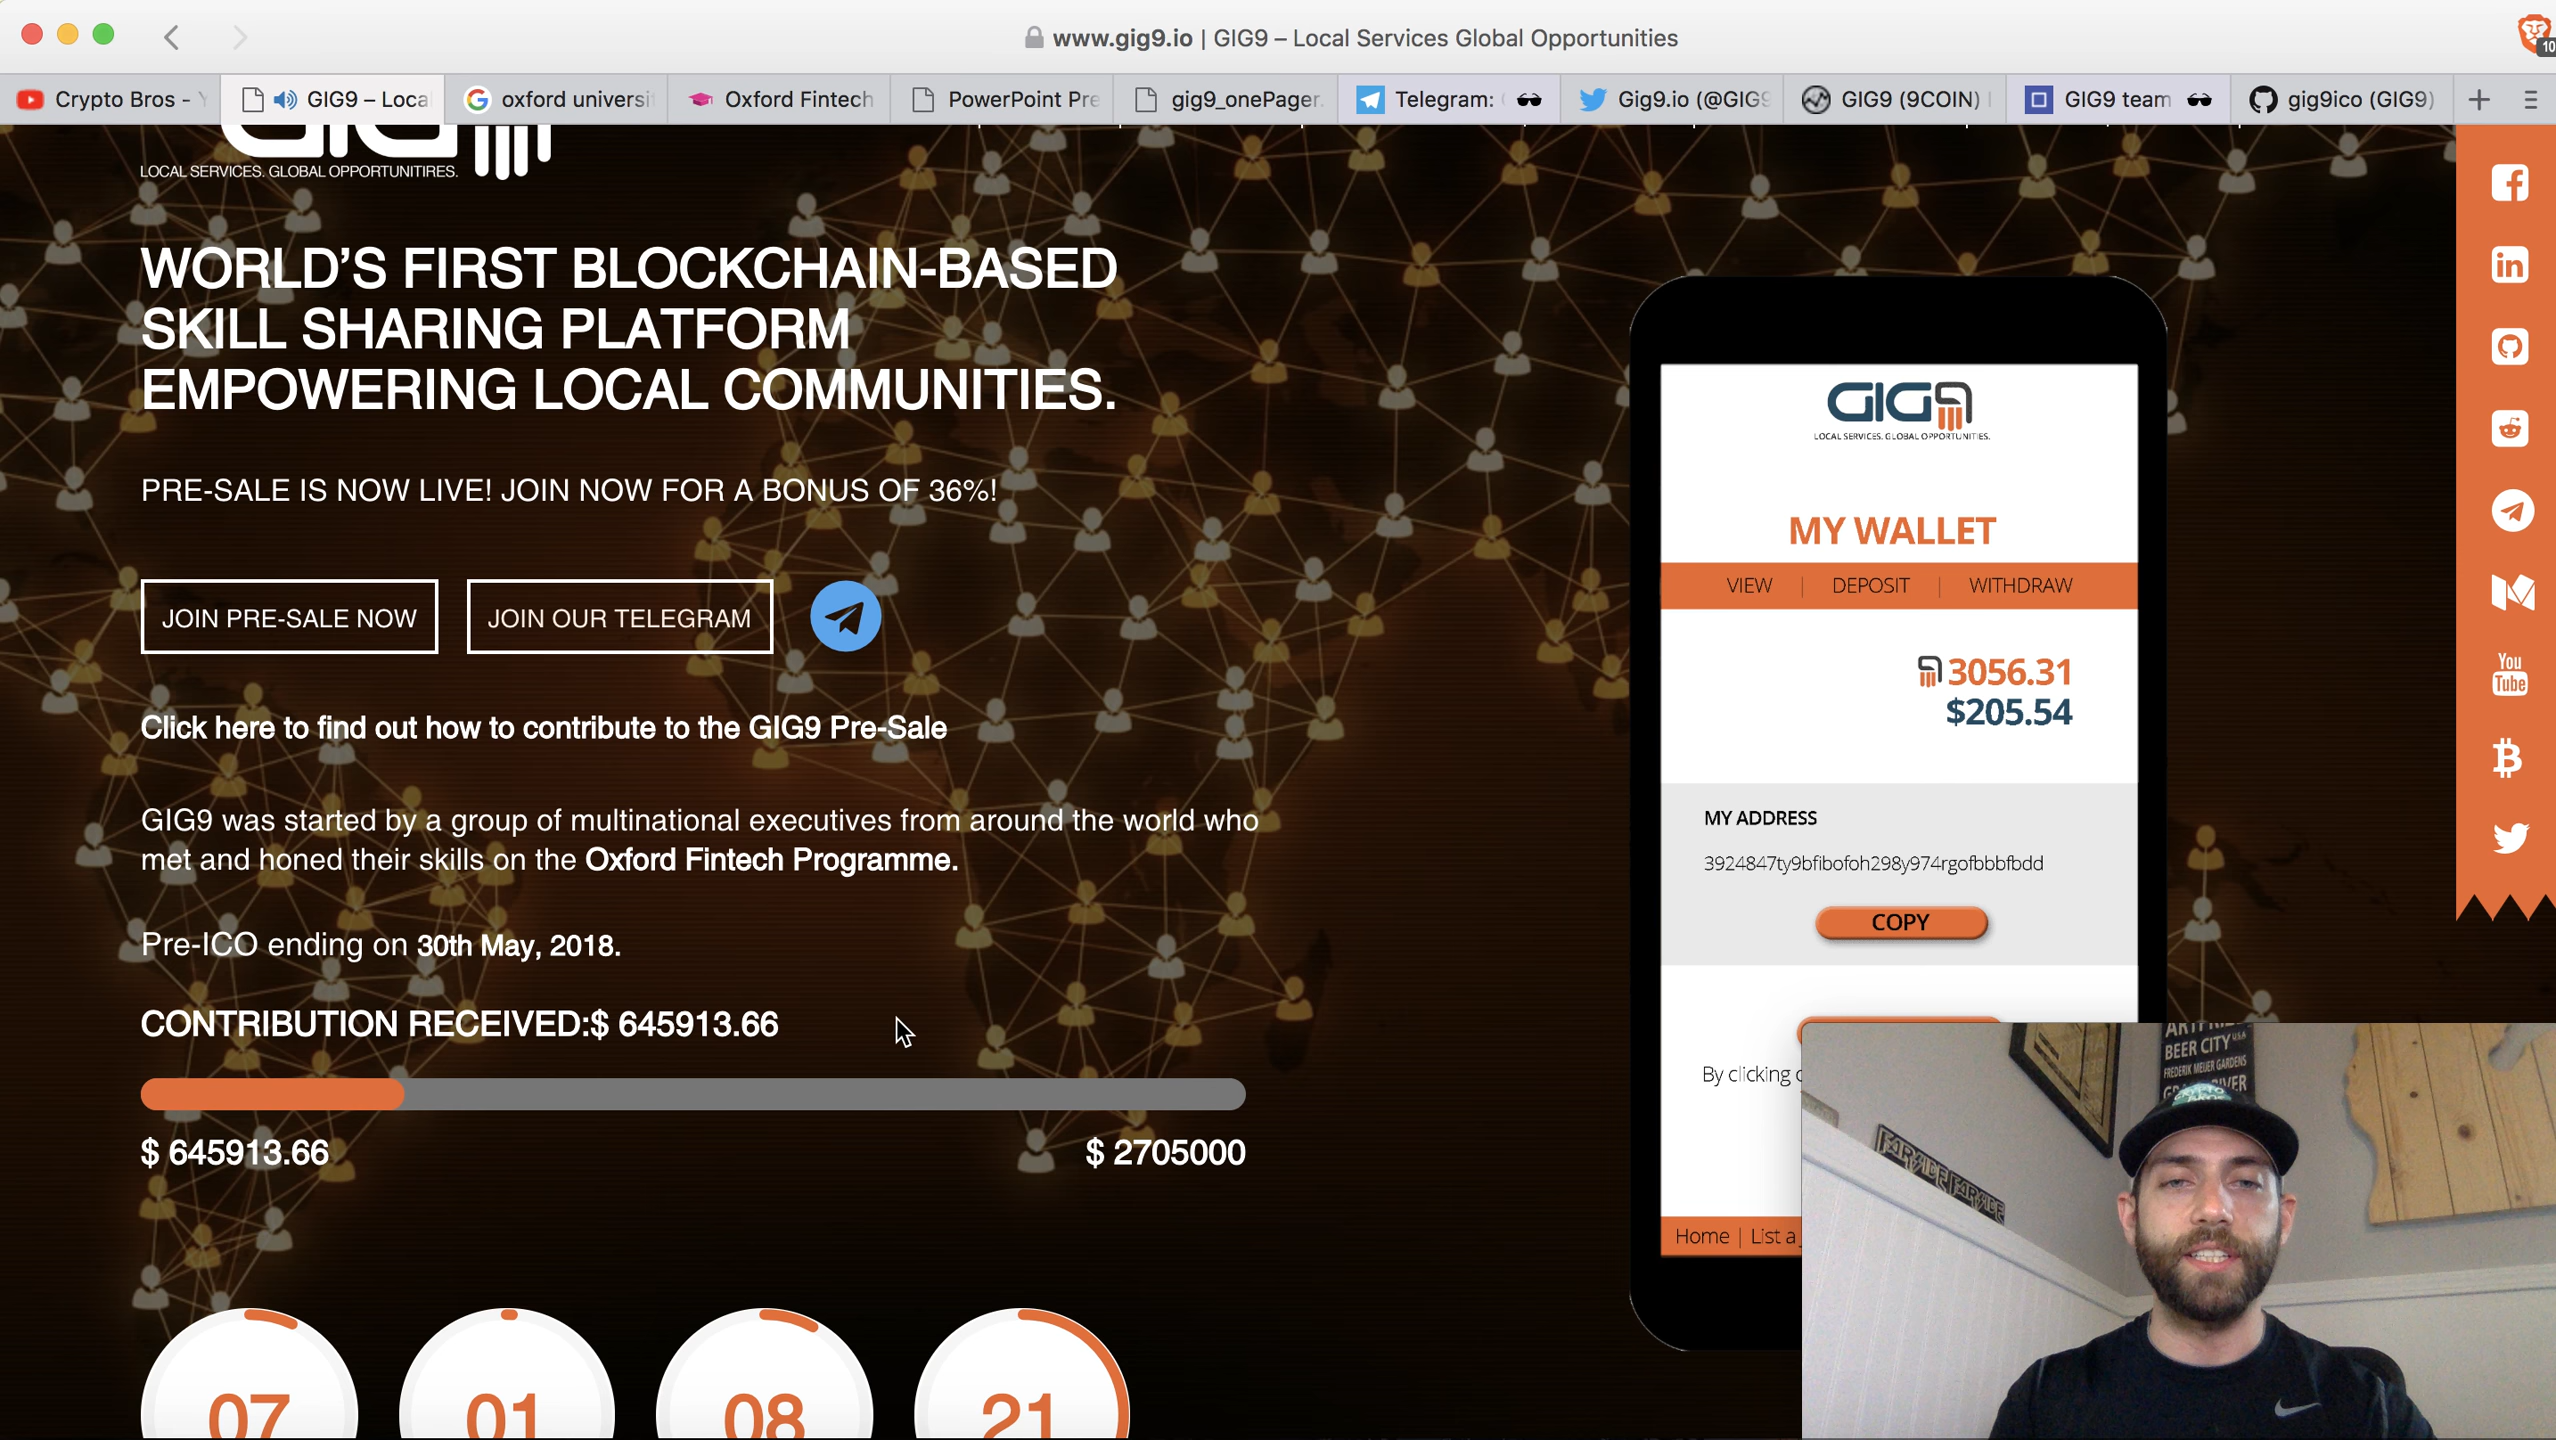 www.gig9.io | GIG9 – Local Services Global Opportunities
10
Crypto Bros - Y
GIG9 – Loca
oxford universi
Oxford Fintech
PowerPoint Pre
gig9_onePager.
Telegram:
Gig9.io (@GIG9
GIG9 (9COIN)
GIG9 team
gig9ico (GIG9)
LOCAL SERVICES. GLOBAL OPPORTUNITIRES.
WORLD'S FIRST BLOCKCHAIN-BASED
SKILL SHARING PLATFORM
EMPOWERING LOCAL COMMUNITIES.
PRE-SALE IS NOW LIVE! JOIN NOW FOR A BONUS OF 36%!
JOIN PRE-SALE NOW
JOIN OUR TELEGRAM
Click here to find out how to contribute to the GIG9 Pre-Sale
GIG9 was started by a group of multinational executives from around the world who
met and honed their skills on the Oxford Fintech Programme.
Pre-ICO ending on 30th May, 2018.
CONTRIBUTION RECEIVED:$ 645913.66
$ 645913.66
$ 2705000
07
01
08
21
GIG9
LOCAL SERVICES. GLOBAL OPPORTUNITIES.
MY WALLET
VIEW | DEPOSIT | WITHDRAW
3056.31
$205.54
MY ADDRESS
3924847ty9bfibofoh298y974rgofbbbfbdd
COPY
By clicking
Home | List a
You
Tube
BEER CITY USA
FREDERIK MEIJER GARDENS